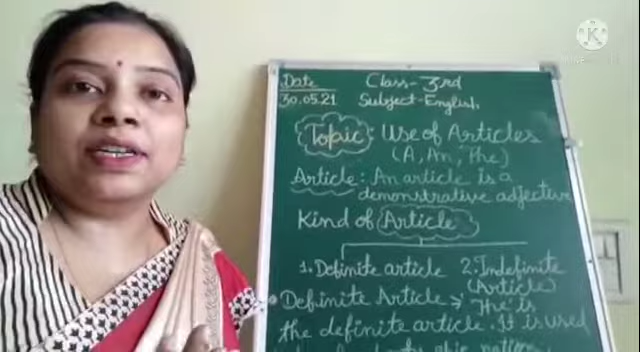 Date
30.05.21
Class-3rd
Subject-English,
Topic: Use of Articles
(A, An, The)
Article: An article is a
demonstrative adjective
Kind of Article
1. Definite article 2. Indefinite
(Article)
Definite Article → 'The' is
the definite article. It is used
K